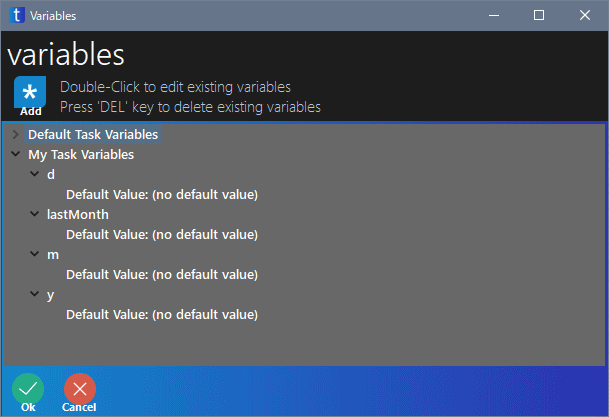 t Variables
variables
* Add
Double-Click to edit existing variables
Press 'DEL' key to delete existing variables
Default Task Variables
My Task Variables
d
Default Value: (no default value)
lastMonth
Default Value: (no default value)
m
Default Value: (no default value)
y
Default Value: (no default value)
Ok Cancel